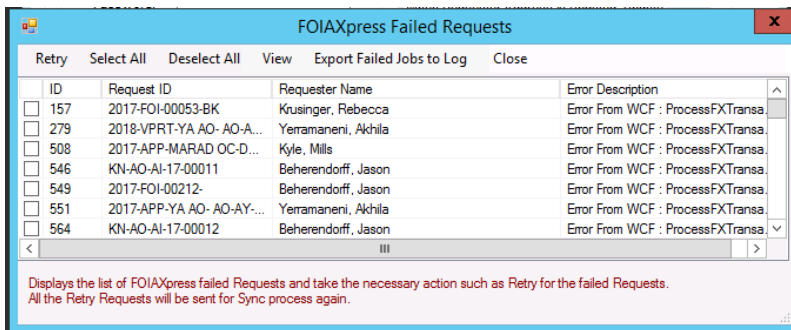 FOIAXpress Failed Requests
x
Retry Select All Deselect All View Export Failed Jobs to Log Close
ID Request ID Requester Name Error Description
157 2017-FOI-00053-BK Krusinger, Rebecca Error From WCF : ProcessFXTransa.
279 2018-VPRT-YA AO- AO-A... Yerramaneni, Akhila Error From WCF : ProcessFXTransa.
508 2017-APP-MARAD OC-D... Kyle, Mills Error From WCF : ProcessFXTransa.
546 KN-AO-AI-17-00011 Beherendorff, Jason Error From WCF : ProcessFXTransa.
549 2017-FOI-00212- Beherendorff, Jason Error From WCF : ProcessFXTransa.
551 2017-APP-YA AO- AO-AY-... Yerramaneni, Akhila Error From WCF : ProcessFXTransa.
564 KN-AO-AI-17-00012 Beherendorff, Jason Error From WCF : ProcessFXTransa.
Displays the list of FOIAXpress failed Requests and take the necessary action such as Retry for the failed Requests.
All the Retry Requests will be sent for Sync process again.